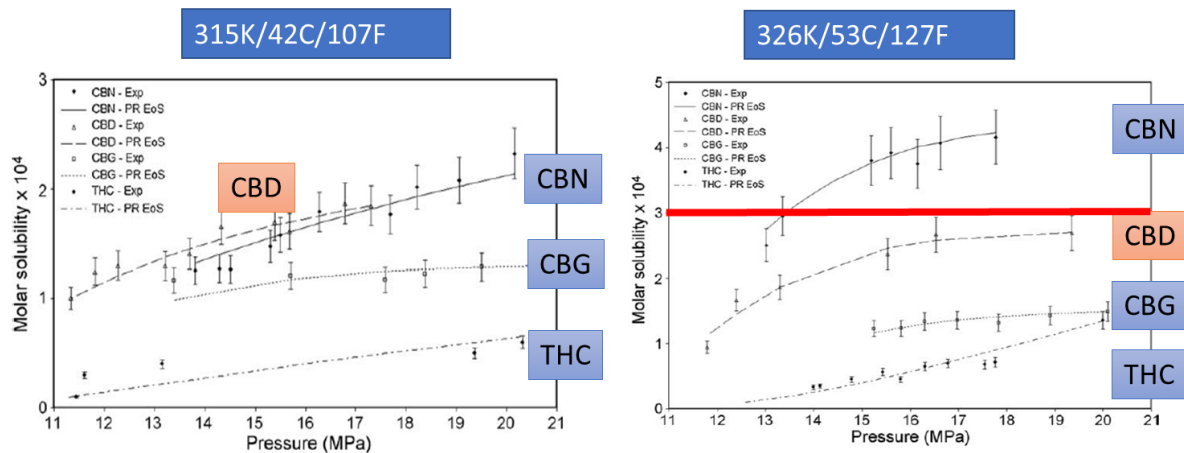 315K/42C/107F
3
2
1
0
Molar solubility x 10⁴
CBN - Exp
CBN - PR EoS
CBD - Exp
CBD - PR EoS
CBG - Exp
CBG - PR EoS
THC - Exp
THC - PR EoS
CBD
CBN
CBG
THC
11 12 13 14 15 16 17 18 19 20 21
Pressure (MPa)
326K/53C/127F
5
4
3
2
1
0
Molar solubility x 10⁴
CBN - Exp
CBN - PR EoS
CBD - Exp
CBD - PR EoS
CBG - Exp
CBG - PR EoS
THC - Exp
THC - PR EoS
CBN
CBD
CBG
THC
11 12 13 14 15 16 17 18 19 20 21
Pressure (MPa)